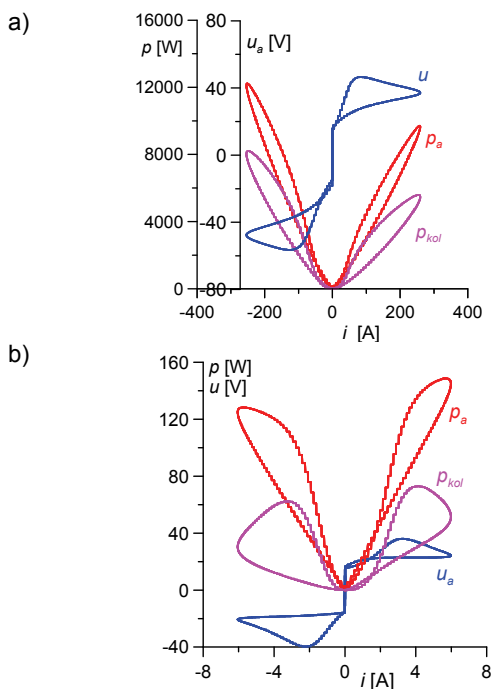 a)
p [W]
u_a [V]
16000
12000
8000
4000
0
80
40
0
-40
-80
u
p_a
p_kol
-400
-200
0
200
400
i [A]
b)
p [W]
u [V]
160
120
80
40
0
-40
p_a
p_kol
u_a
-8
-4
0
4
8
i [A]